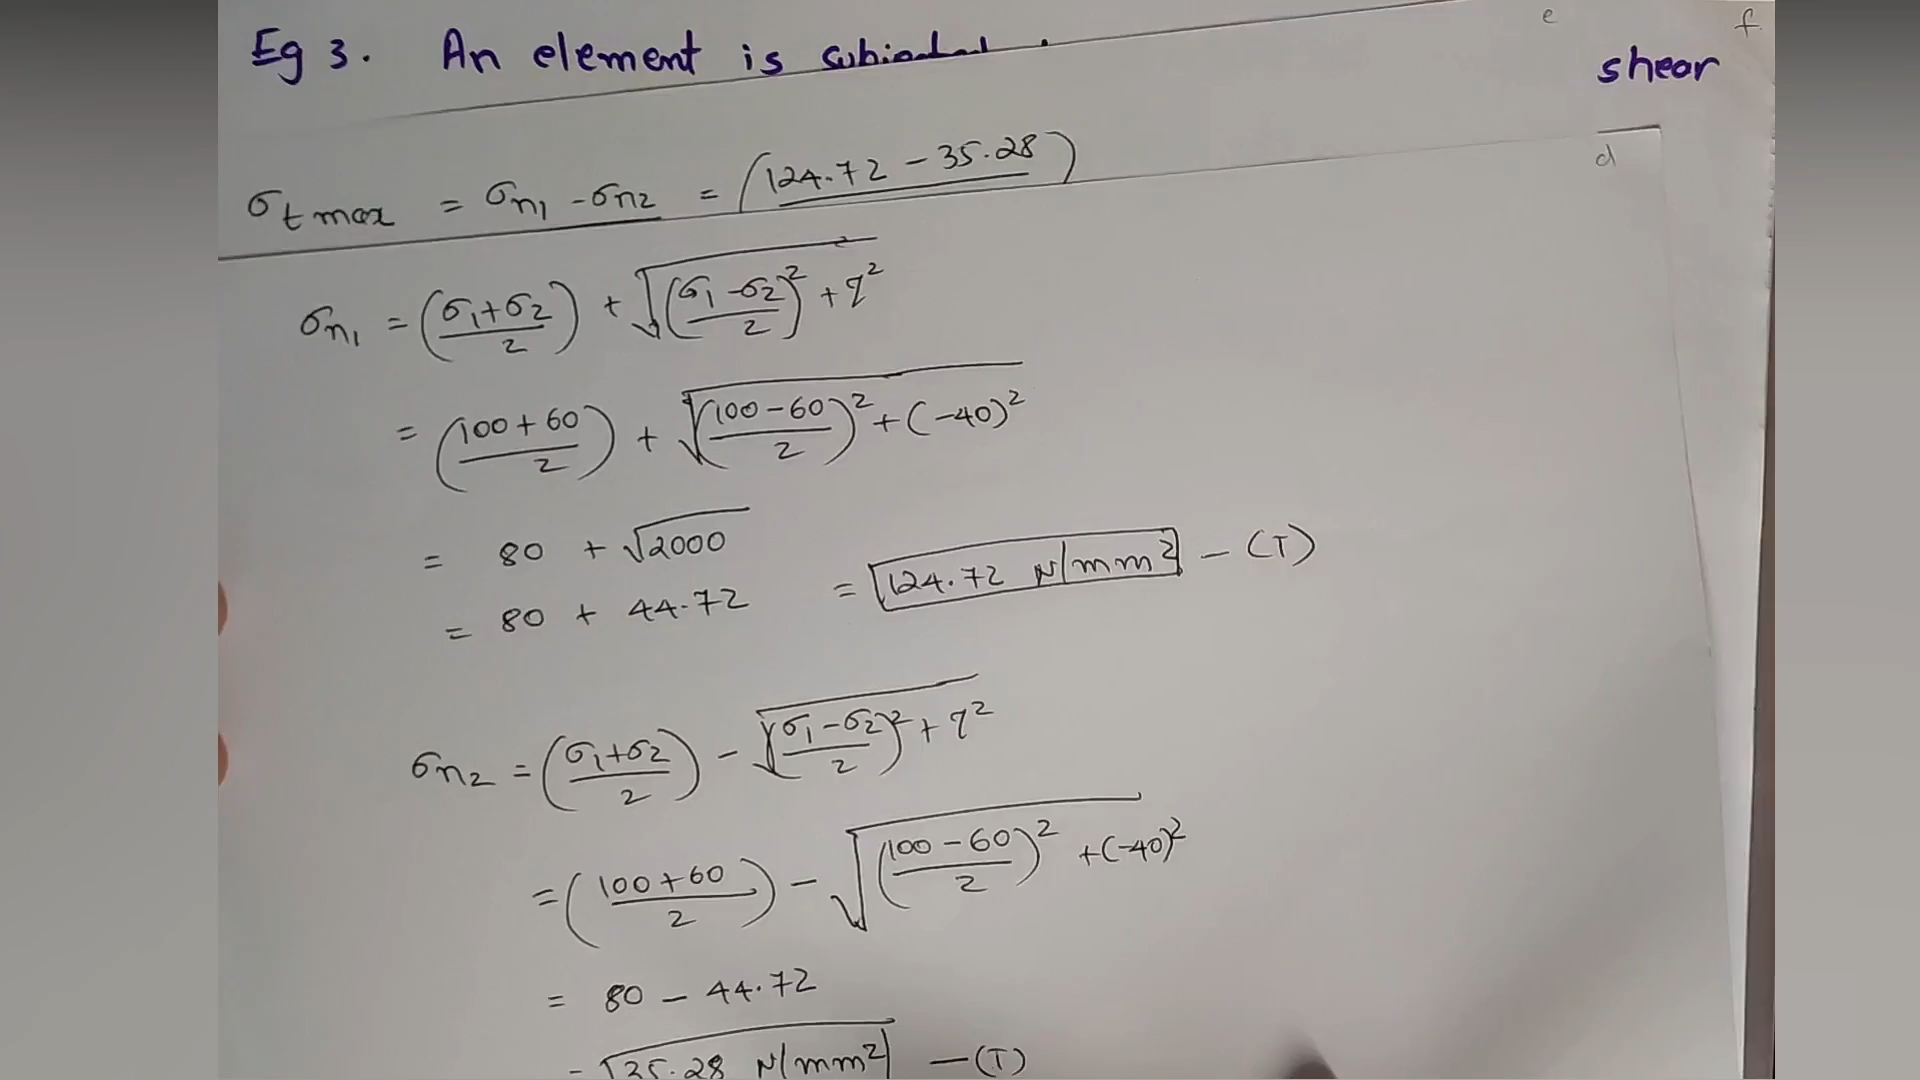 e f
Eg 3. An element is shear
d
σt max = σn1 - σn2 = (124.72 - 35.28)
σn1 = ((σ1+σ2)/2) + √(((σ1-σ2)/2)² + q²)
= ((100+60)/2) + √(((100-60)/2)² + (-40)²)
= 80 + √2000
= 80 + 44.72 = 124.72 N/mm² - (T)
σn2 = ((σ1+σ2)/2) - √(((σ1-σ2)/2)² + q²)
= ((100+60)/2) - √(((100-60)/2)² + (-40)²)
= 80 - 44.72
= 35.28 N/mm² - (T)